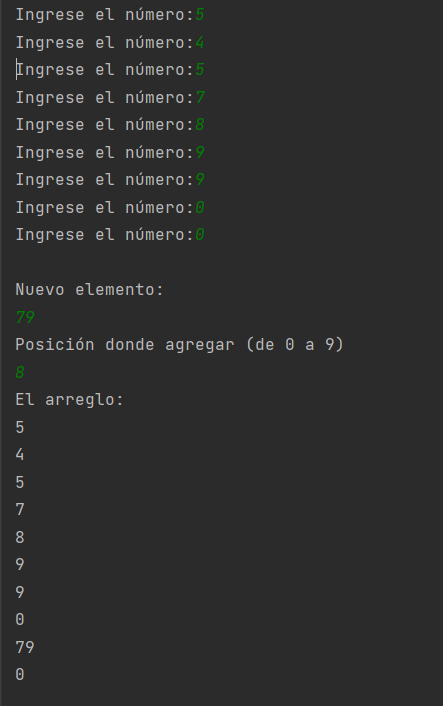 Ingrese el número:5
Ingrese el número:4
Ingrese el número:5
Ingrese el número:7
Ingrese el número:8
Ingrese el número:9
Ingrese el número:9
Ingrese el número:0
Ingrese el número:0
Nuevo elemento:
79
Posición donde agregar (de 0 a 9)
8
El arreglo:
5
4
5
7
8
9
9
0
79
0